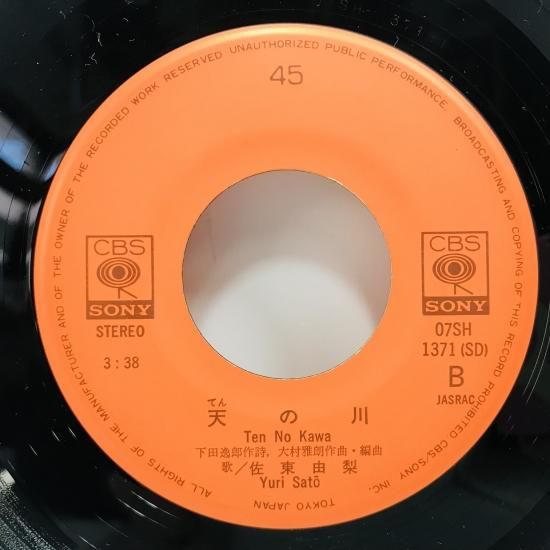 ALL RIGHTS OF THE MANUFACTURER AND OF THE OWNER OF THE RECORDED WORK RESERVED UNAUTHORIZED PUBLIC PERFORMANCE, BROADCASTING AND COPYING OF THIS RECORD PROHIBITED CBS/SONY INC. TOKYO JAPAN
45
CBS
SONY
STEREO
3:38
CBS
SONY
07SH
1371(SD)
B
JASRAC
てん
天の川
Ten No Kawa
下田逸郎作詩,大村雅朗作曲・編曲
歌/佐東由梨
Yuri Satō